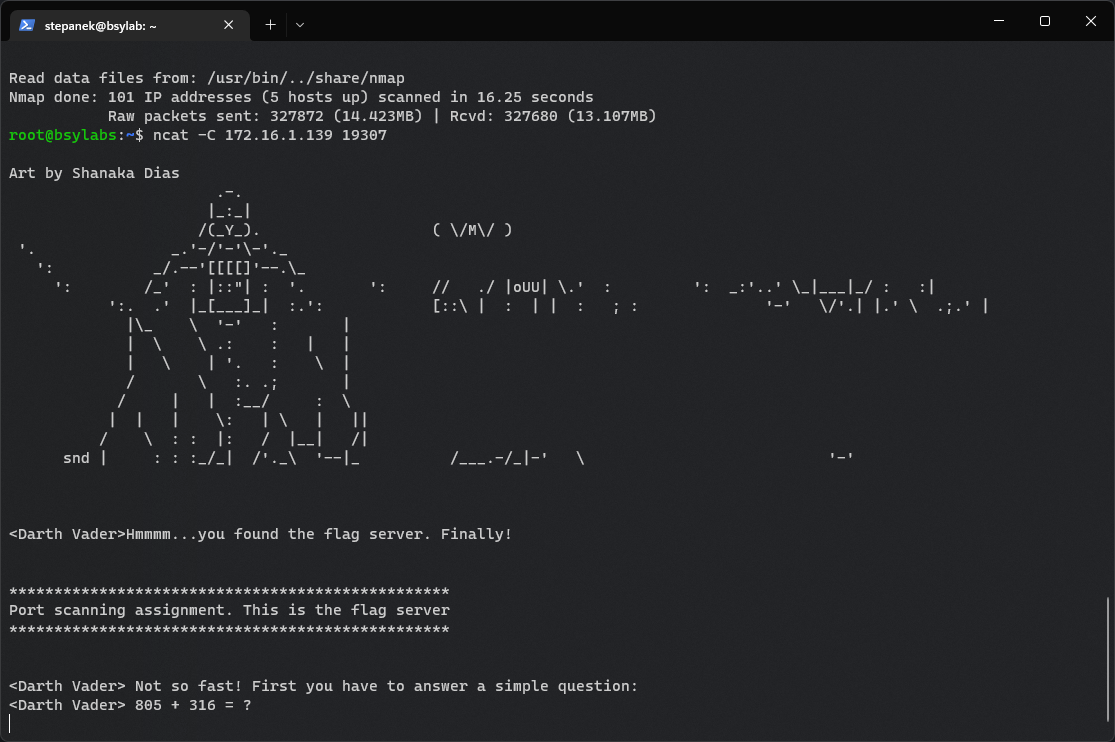 stepanek@bsylab: ~
Read data files from: /usr/bin/../share/nmap
Nmap done: 101 IP addresses (5 hosts up) scanned in 16.25 seconds
           Raw packets sent: 327872 (14.423MB) | Rcvd: 327680 (13.107MB)
root@bsylabs:~$ ncat -C 172.16.1.139 19307
Art by Shanaka Dias
                       .-.
                      |_:_|
                     /(_Y_).                   ( \/M\/ )
 '.               _.'-/'-'\-'._
   ':           _/.--'[[[[]'--.\_
     ':        /_'  : |::"| :  '.       ':     //   ./ |oUU| \.'  :         ':  _:'..' \_|___|_/ :   :|
           ':.  .'  |_[___]_|  :.':            [::\ |  :  | |  :   ; :              '-'   \/'.| |.' \  .;.' |
             |\_    \  '-'   :       |
             |  \    \ .:    :   |   |
             |   \    | '.   :    \  |
             /       \   :. .;       |
            /     |   |  :__/     :  \
           |  |   |    \:   | \   |   ||
          /    \  : :  |:   /  |__|   /|
      snd |     : : :_/_|  /'._\  '--|_          /___.-/_|-'   \                           '-'
<Darth Vader>Hmmmm...you found the flag server. Finally!
*************************************************
Port scanning assignment. This is the flag server
*************************************************
<Darth Vader> Not so fast! First you have to answer a simple question:
<Darth Vader> 805 + 316 = ?